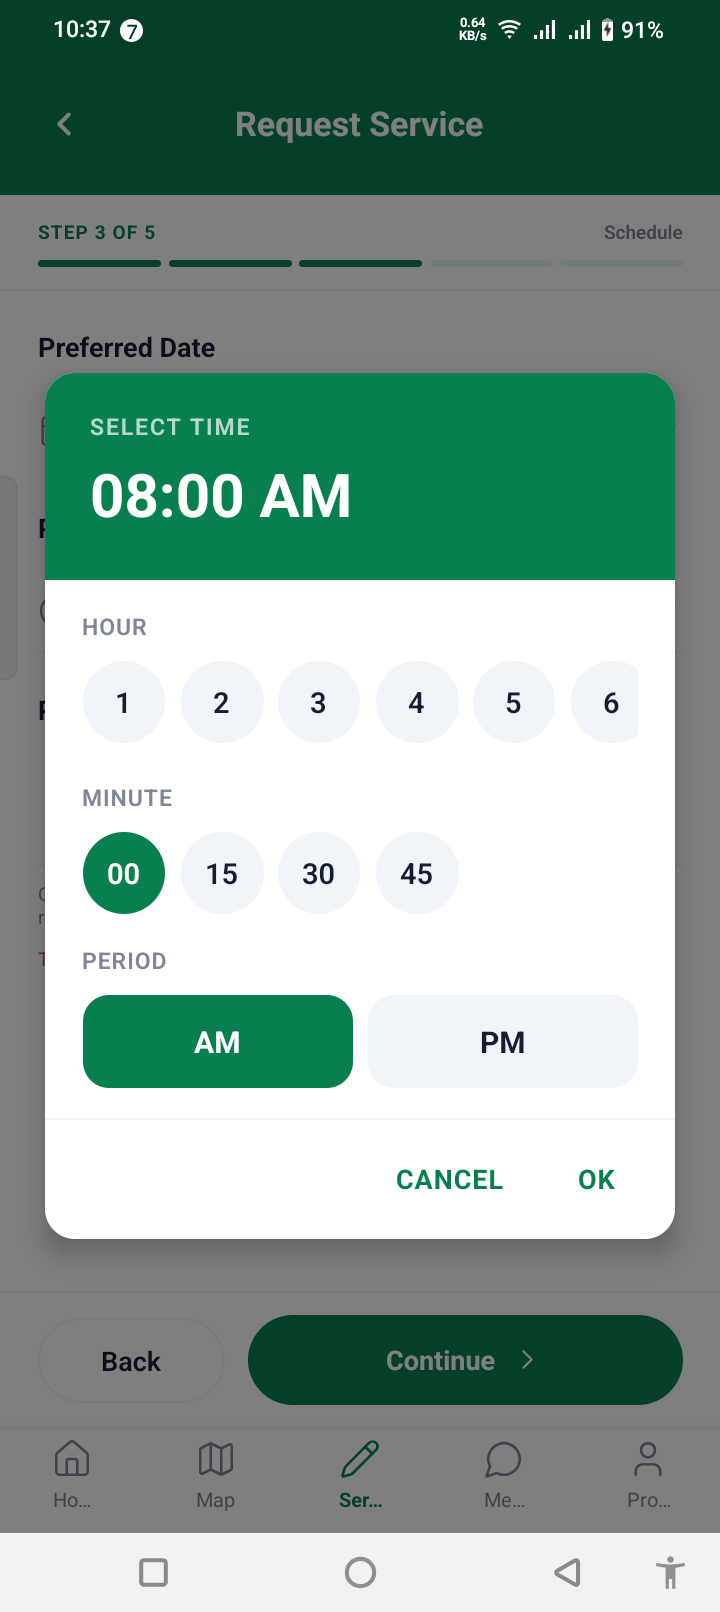 10:37 7 0.64 KB/s 91%
Request Service
STEP 3 OF 5 Schedule
Preferred Date
SELECT TIME
08:00 AM
HOUR
1 2 3 4 5 6
MINUTE
00 15 30 45
PERIOD
AM PM
CANCEL OK
Back Continue
Ho... Map Ser... Me... Pro...